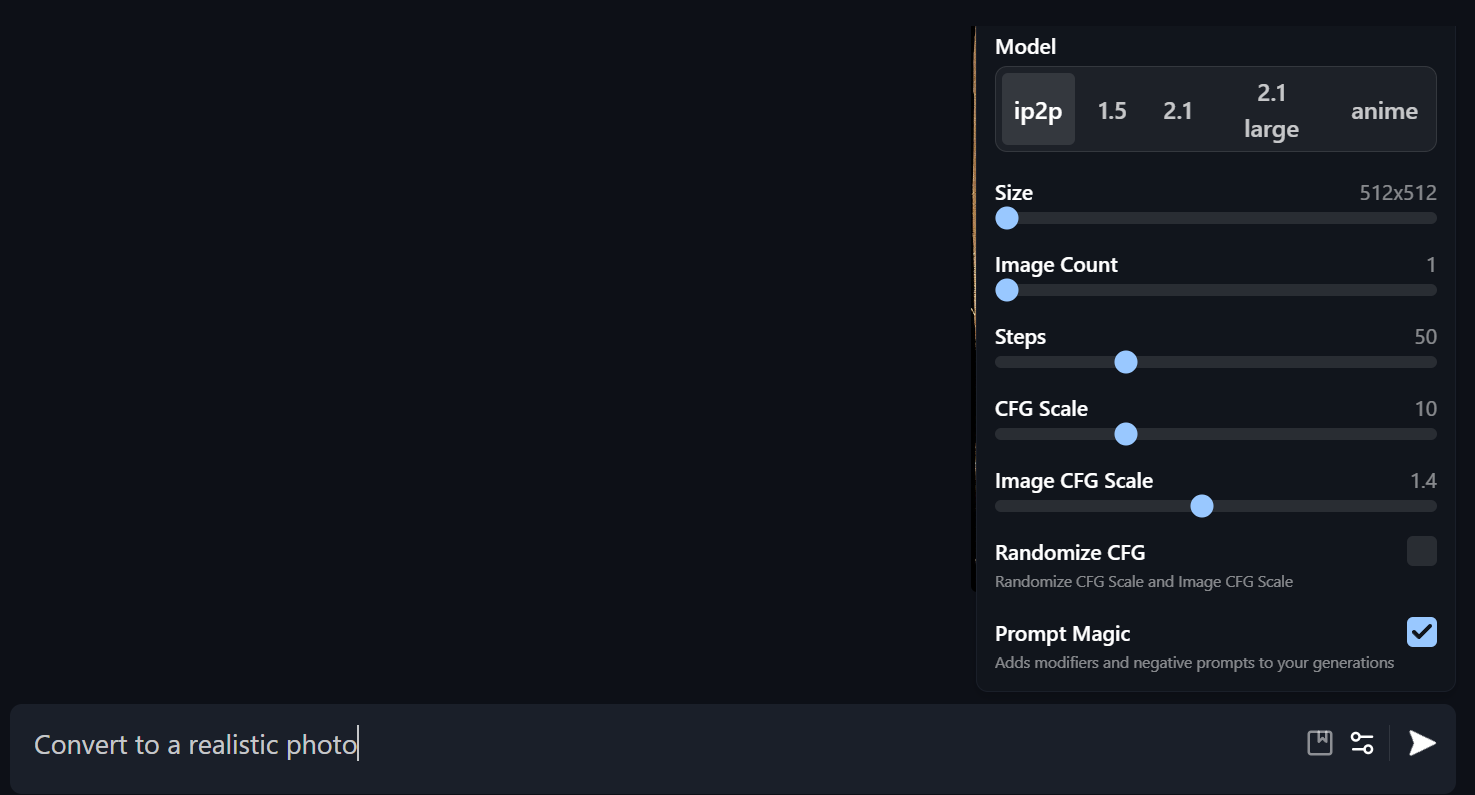 Model
ip2p 1.5 2.1 2.1 large anime
Size 512x512
Image Count 1
Steps 50
CFG Scale 10
Image CFG Scale 1.4
Randomize CFG
Randomize CFG Scale and Image CFG Scale
Prompt Magic
Adds modifiers and negative prompts to your generations
Convert to a realistic photo